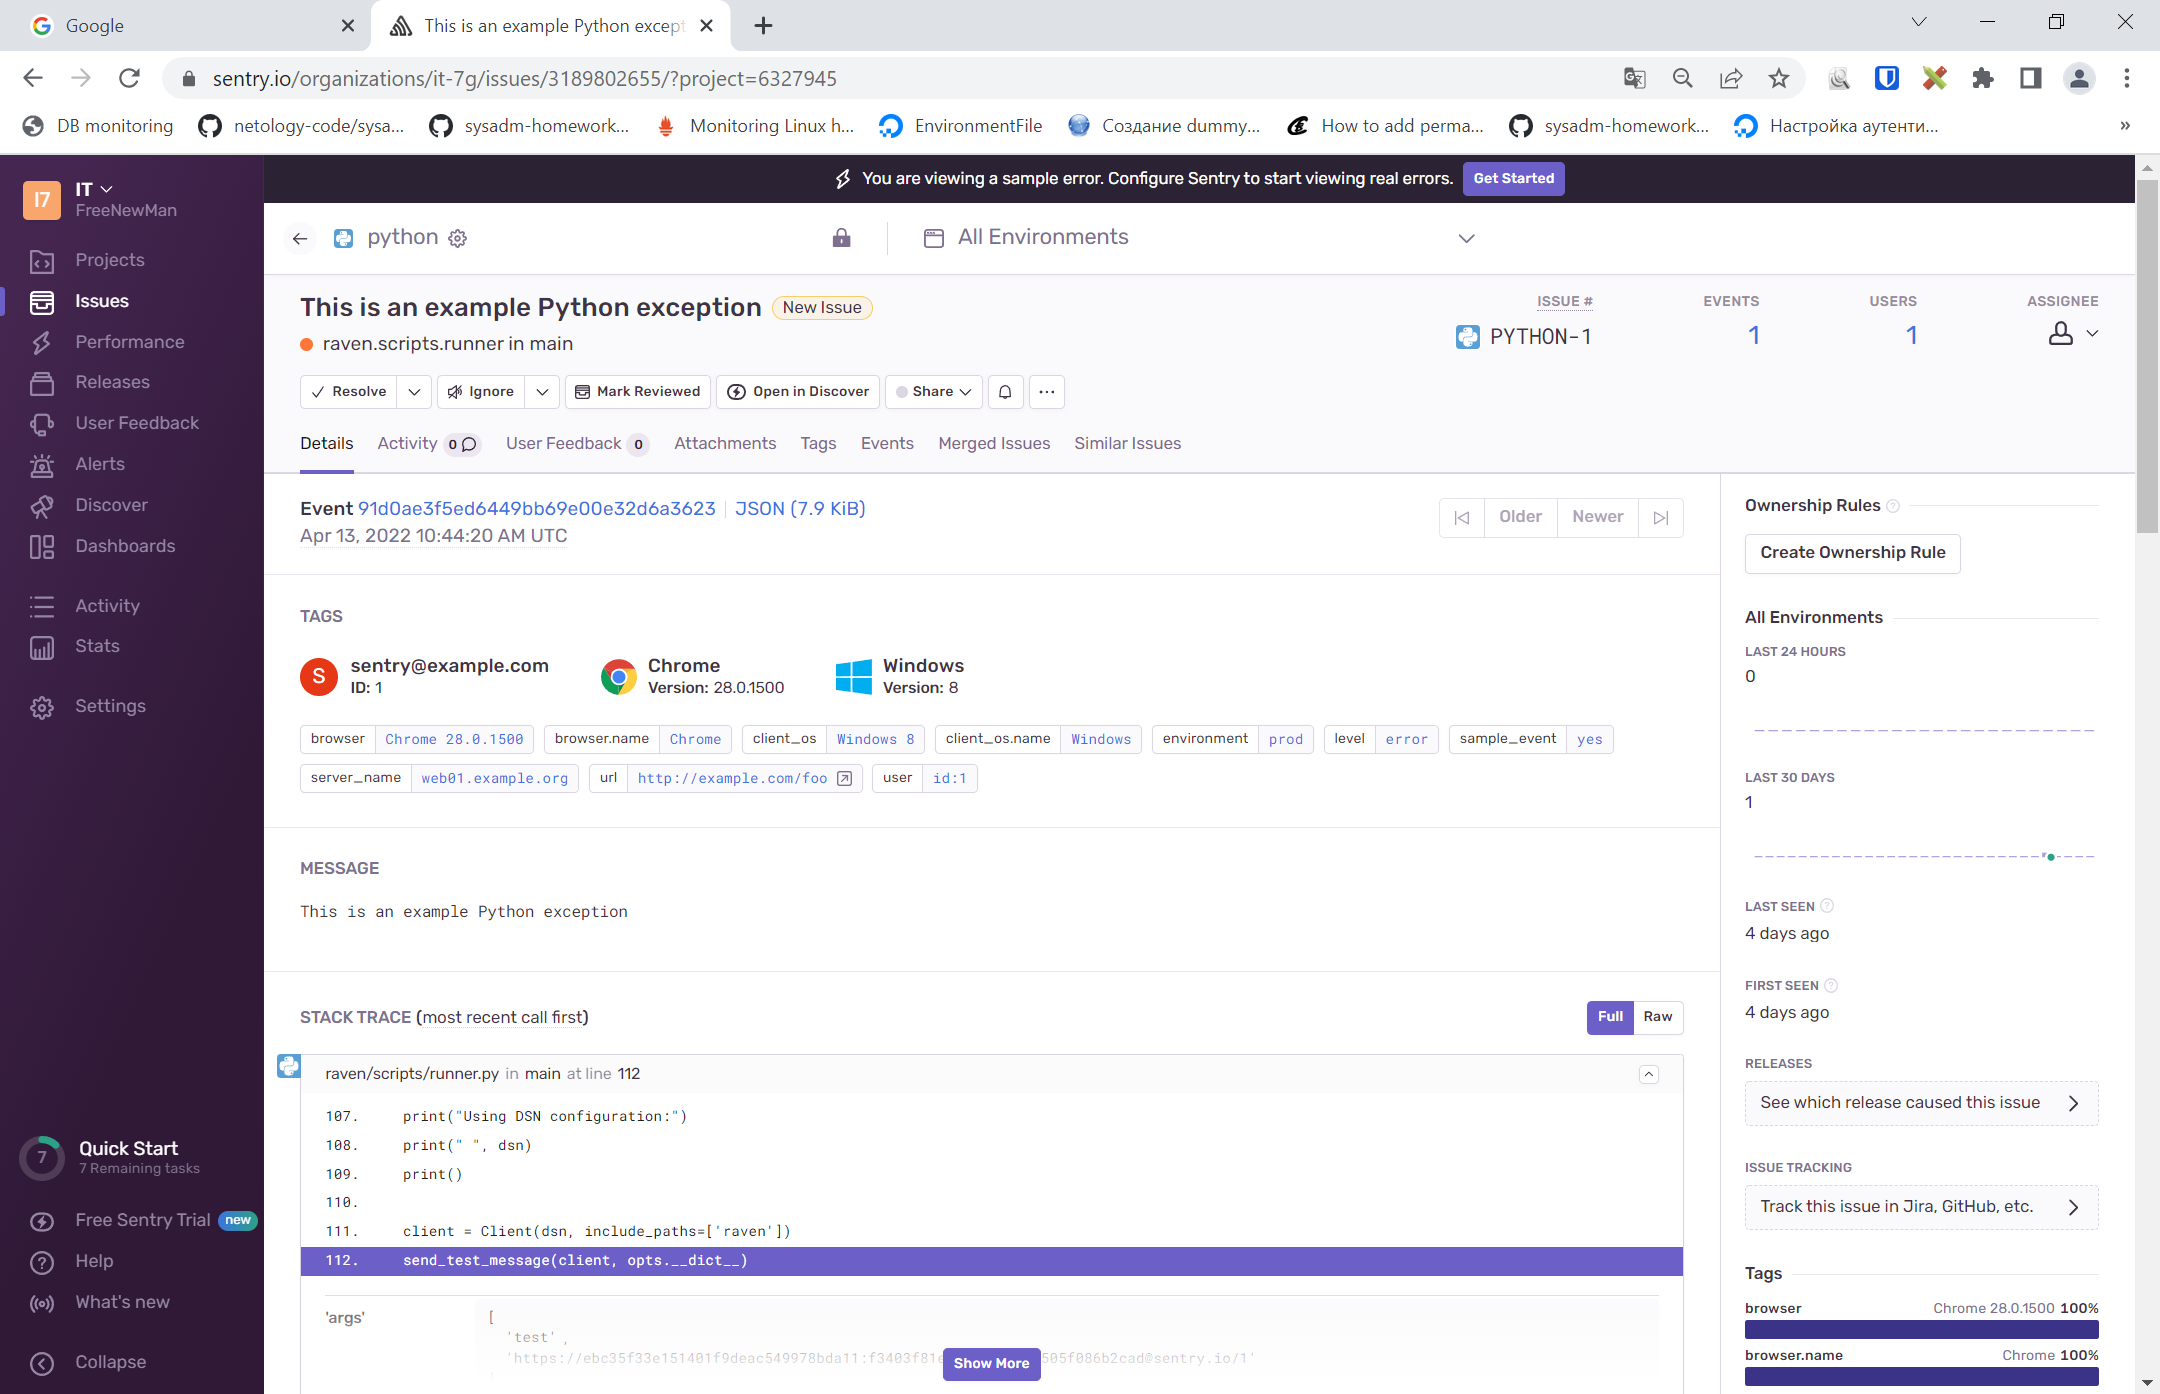 Google
This is an example Python except
sentry.io/organizations/it-7g/issues/3189802655/?project=6327945
DB monitoring
netology-code/sysa...
sysadm-homework...
Monitoring Linux h...
EnvironmentFile
Создание dummy...
How to add perma...
sysadm-homework...
Настройка аутенти...
»
I7
IT
FreeNewMan
Projects
Issues
Performance
Releases
User Feedback
Alerts
Discover
Dashboards
Activity
Stats
Settings
7
Quick Start
7 Remaining tasks
Free Sentry Trial new
Help
What's new
Collapse
You are viewing a sample error. Configure Sentry to start viewing real errors. Get Started
python
All Environments
This is an example Python exception New Issue
raven.scripts.runner in main
ISSUE #
PYTHON-1
EVENTS
1
USERS
1
ASSIGNEE
Resolve
Ignore
Mark Reviewed
Open in Discover
Share
Details
Activity 0
User Feedback 0
Attachments
Tags
Events
Merged Issues
Similar Issues
Event 91d0ae3f5ed6449bb69e00e32d6a3623 JSON (7.9 KiB)
Apr 13, 2022 10:44:20 AM UTC
Older
Newer
TAGS
S
sentry@example.com
ID: 1
Chrome
Version: 28.0.1500
Windows
Version: 8
browser Chrome 28.0.1500
browser.name Chrome
client_os Windows 8
client_os.name Windows
environment prod
level error
sample_event yes
server_name web01.example.org
url http://example.com/foo
user id:1
MESSAGE
This is an example Python exception
STACK TRACE (most recent call first)
Full
Raw
raven/scripts/runner.py in main at line 112
107. print("Using DSN configuration:")
108. print(" ", dsn)
109. print()
110.
111. client = Client(dsn, include_paths=['raven'])
112. send_test_message(client, opts.__dict__)
'args'
[
'test',
'https://ebc35f33e151401f9deac549978bda11:f3403f81e 505f086b2cad@sentry.io/1'
Show More
Ownership Rules
Create Ownership Rule
All Environments
LAST 24 HOURS
0
LAST 30 DAYS
1
LAST SEEN
4 days ago
FIRST SEEN
4 days ago
RELEASES
See which release caused this issue
ISSUE TRACKING
Track this issue in Jira, GitHub, etc.
Tags
browser Chrome 28.0.1500 100%
browser.name Chrome 100%